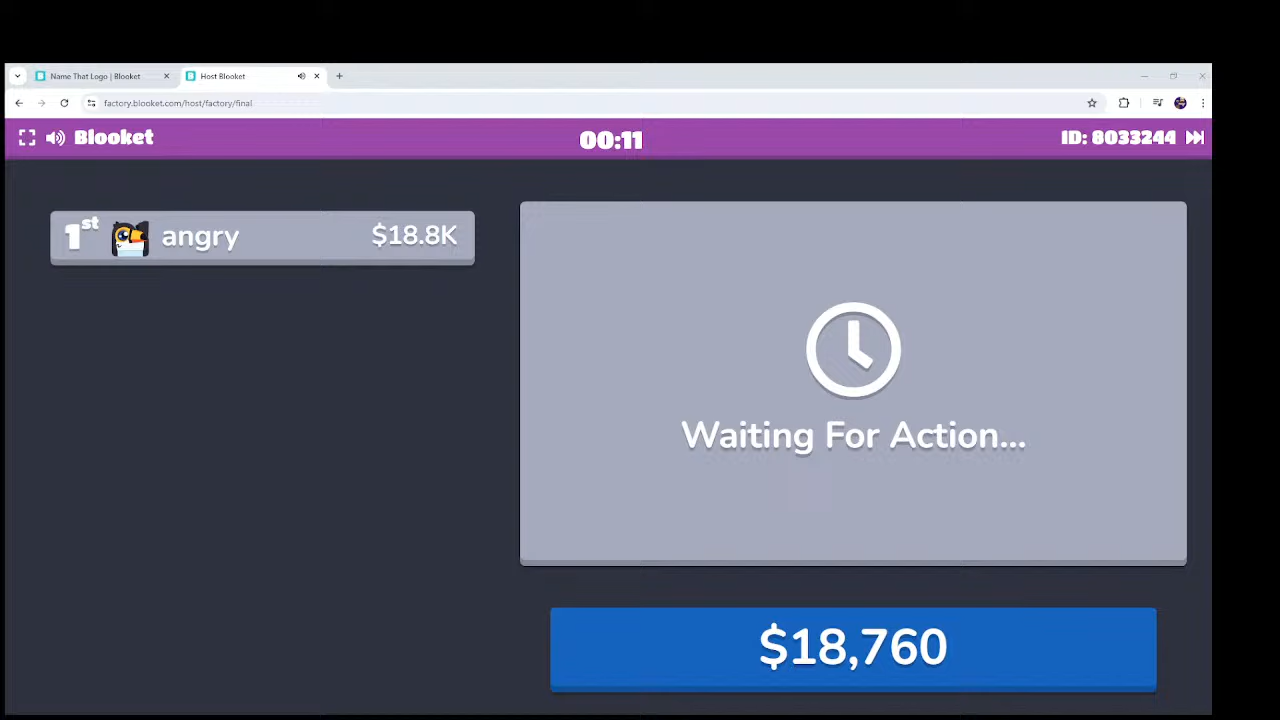 Name That Logo | Blooket
Host Blooket
factory.blooket.com/host/factory/final
Blooket
00:11
ID: 8033244
1st angry $18.8K
Waiting For Action...
$18,760